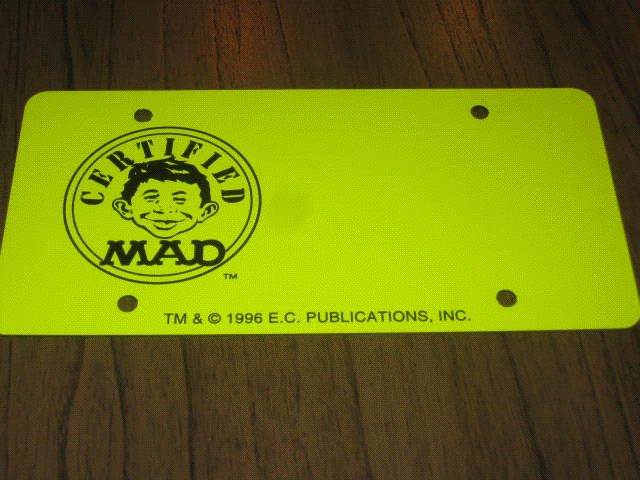 CERTIFIED
MAD
TM
TM & © 1996 E.C. PUBLICATIONS, INC.